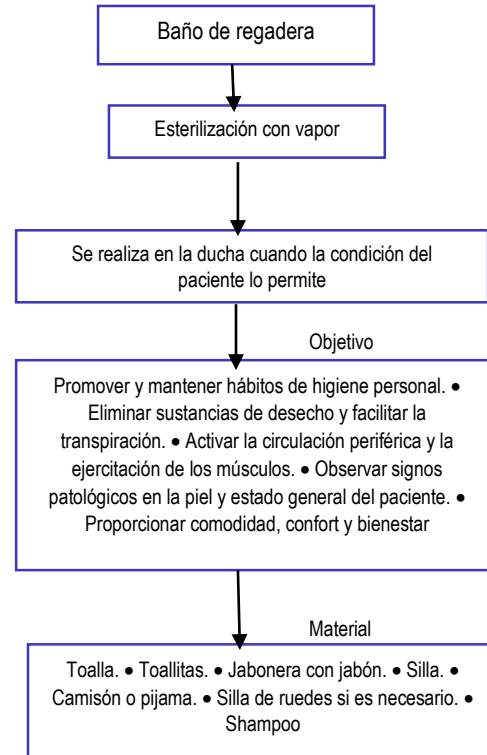 Baño de regadera
Esterilización con vapor
Se realiza en la ducha cuando la condición del
paciente lo permite
Objetivo
Promover y mantener hábitos de higiene personal. •
Eliminar sustancias de desecho y facilitar la
transpiración. • Activar la circulación periférica y la
ejercitación de los músculos. • Observar signos
patológicos en la piel y estado general del paciente. •
Proporcionar comodidad, confort y bienestar
Material
Toalla. • Toallitas. • Jabonera con jabón. • Silla. •
Camisón o pijama. • Silla de ruedes si es necesario. •
Shampoo